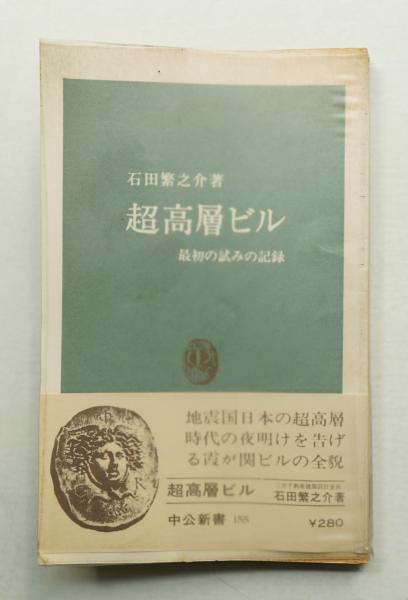 石田繁之介著
超高層ビル
最初の試みの記録
地震国日本の超高層
時代の夜明けを告げ
る霞が関ビルの全貌
超高層ビル
石田繁之介著
中公新書 188
¥280